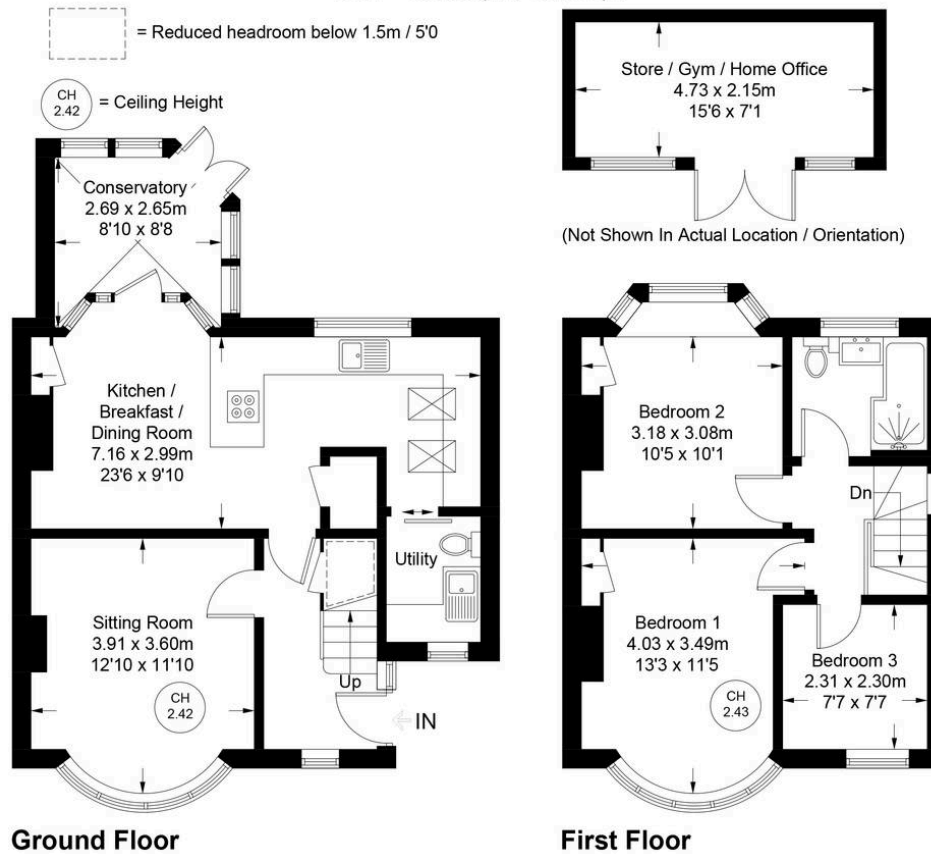 = Reduced headroom below 1.5m / 5'0
CH
2.42
= Ceiling Height
Store / Gym / Home Office
4.73 x 2.15m
15'6 x 7'1
(Not Shown In Actual Location / Orientation)
Conservatory
2.69 x 2.65m
8'10 x 8'8
Kitchen /
Breakfast /
Dining Room
7.16 x 2.99m
23'6 x 9'10
Utility
Sitting Room
3.91 x 3.60m
12'10 x 11'10
CH
2.42
Up
IN
Ground Floor
Bedroom 2
3.18 x 3.08m
10'5 x 10'1
Dn
Bedroom 1
4.03 x 3.49m
13'3 x 11'5
CH
2.43
Bedroom 3
2.31 x 2.30m
7'7 x 7'7
First Floor